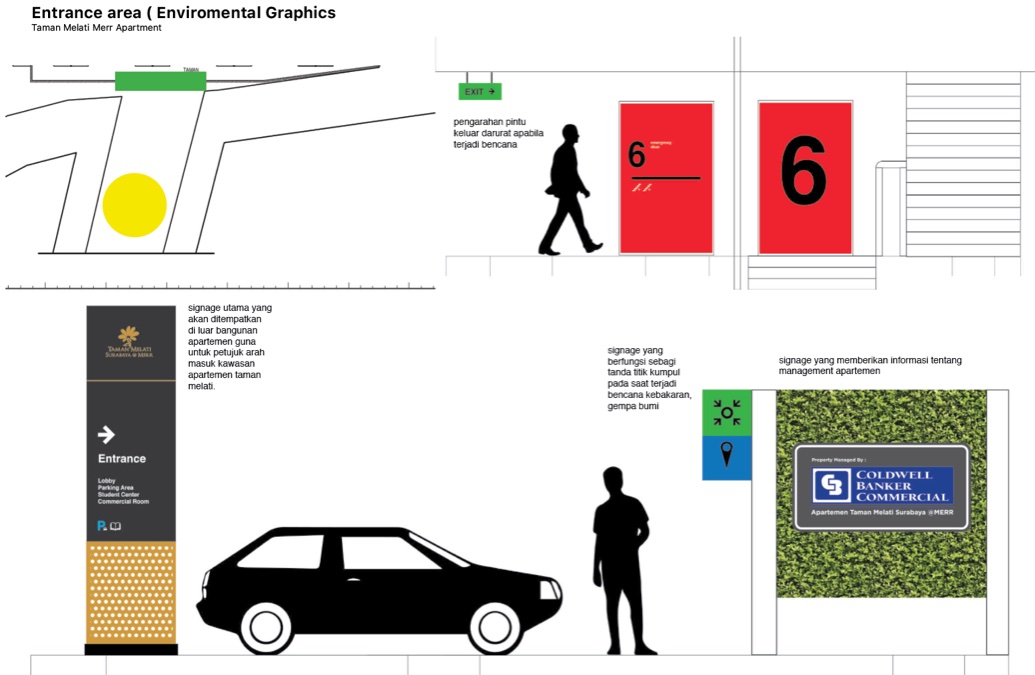 Entrance area ( Enviromental Graphics
Taman Melati Merr Apartment
TAMAN
EXIT
pengarahan pintu
keluar darurat apabila
terjadi bencana
6
emergency
door
6
signage utama yang
akan ditempatkan
di luar bangunan
apartemen guna
untuk petujuk arah
masuk kawasan
apartemen taman
melati.
TAMAN MELATI
SURABAYA @ MERR
Entrance
Lobby
Parking Area
Student Center
Commercial Room
P
signage yang
berfungsi sebagi
tanda titik kumpul
pada saat terjadi
bencana kebakaran,
gempa bumi
signage yang memberikan informasi tentang
management apartemen
Property Managed By :
CB
COLDWELL
BANKER
COMMERCIAL
Apartemen Taman Melati Surabaya @MERR